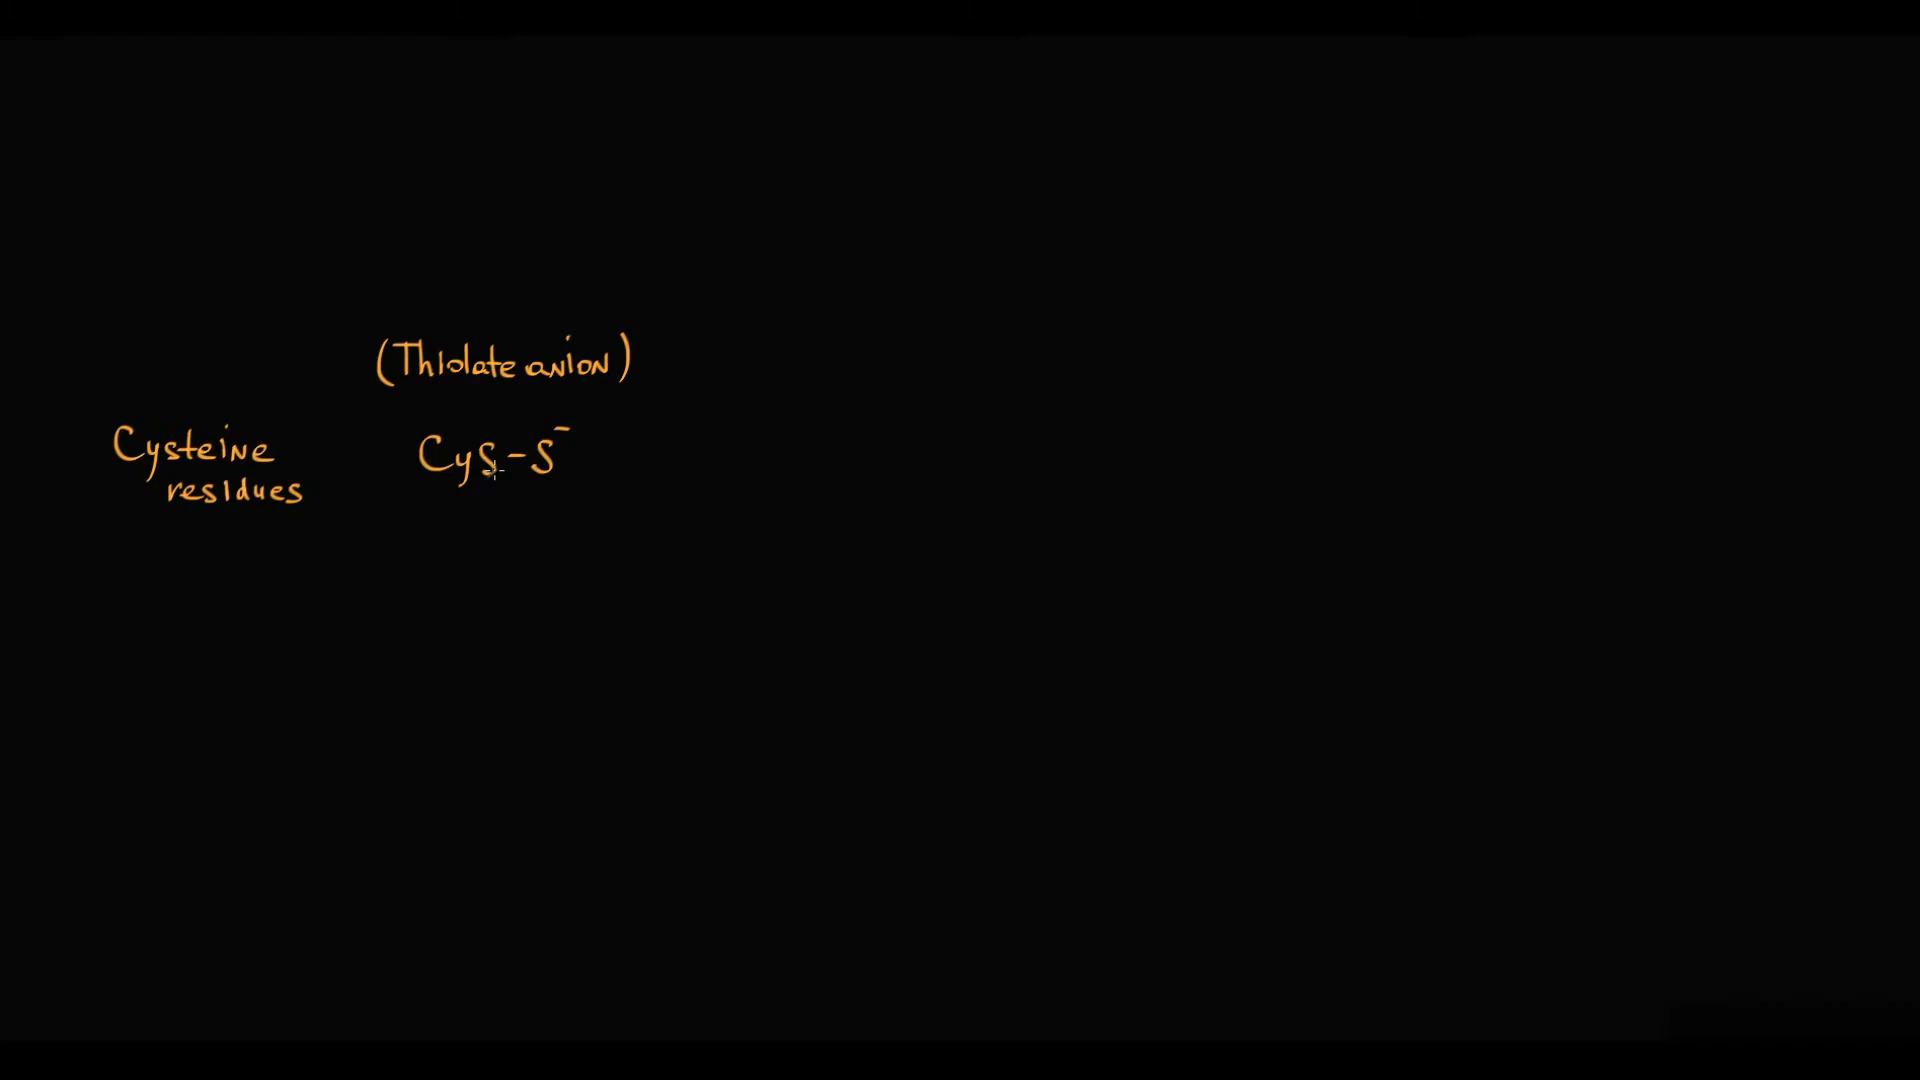 (Thiolate anion)
Cysteine
residues
Cys-S⁻